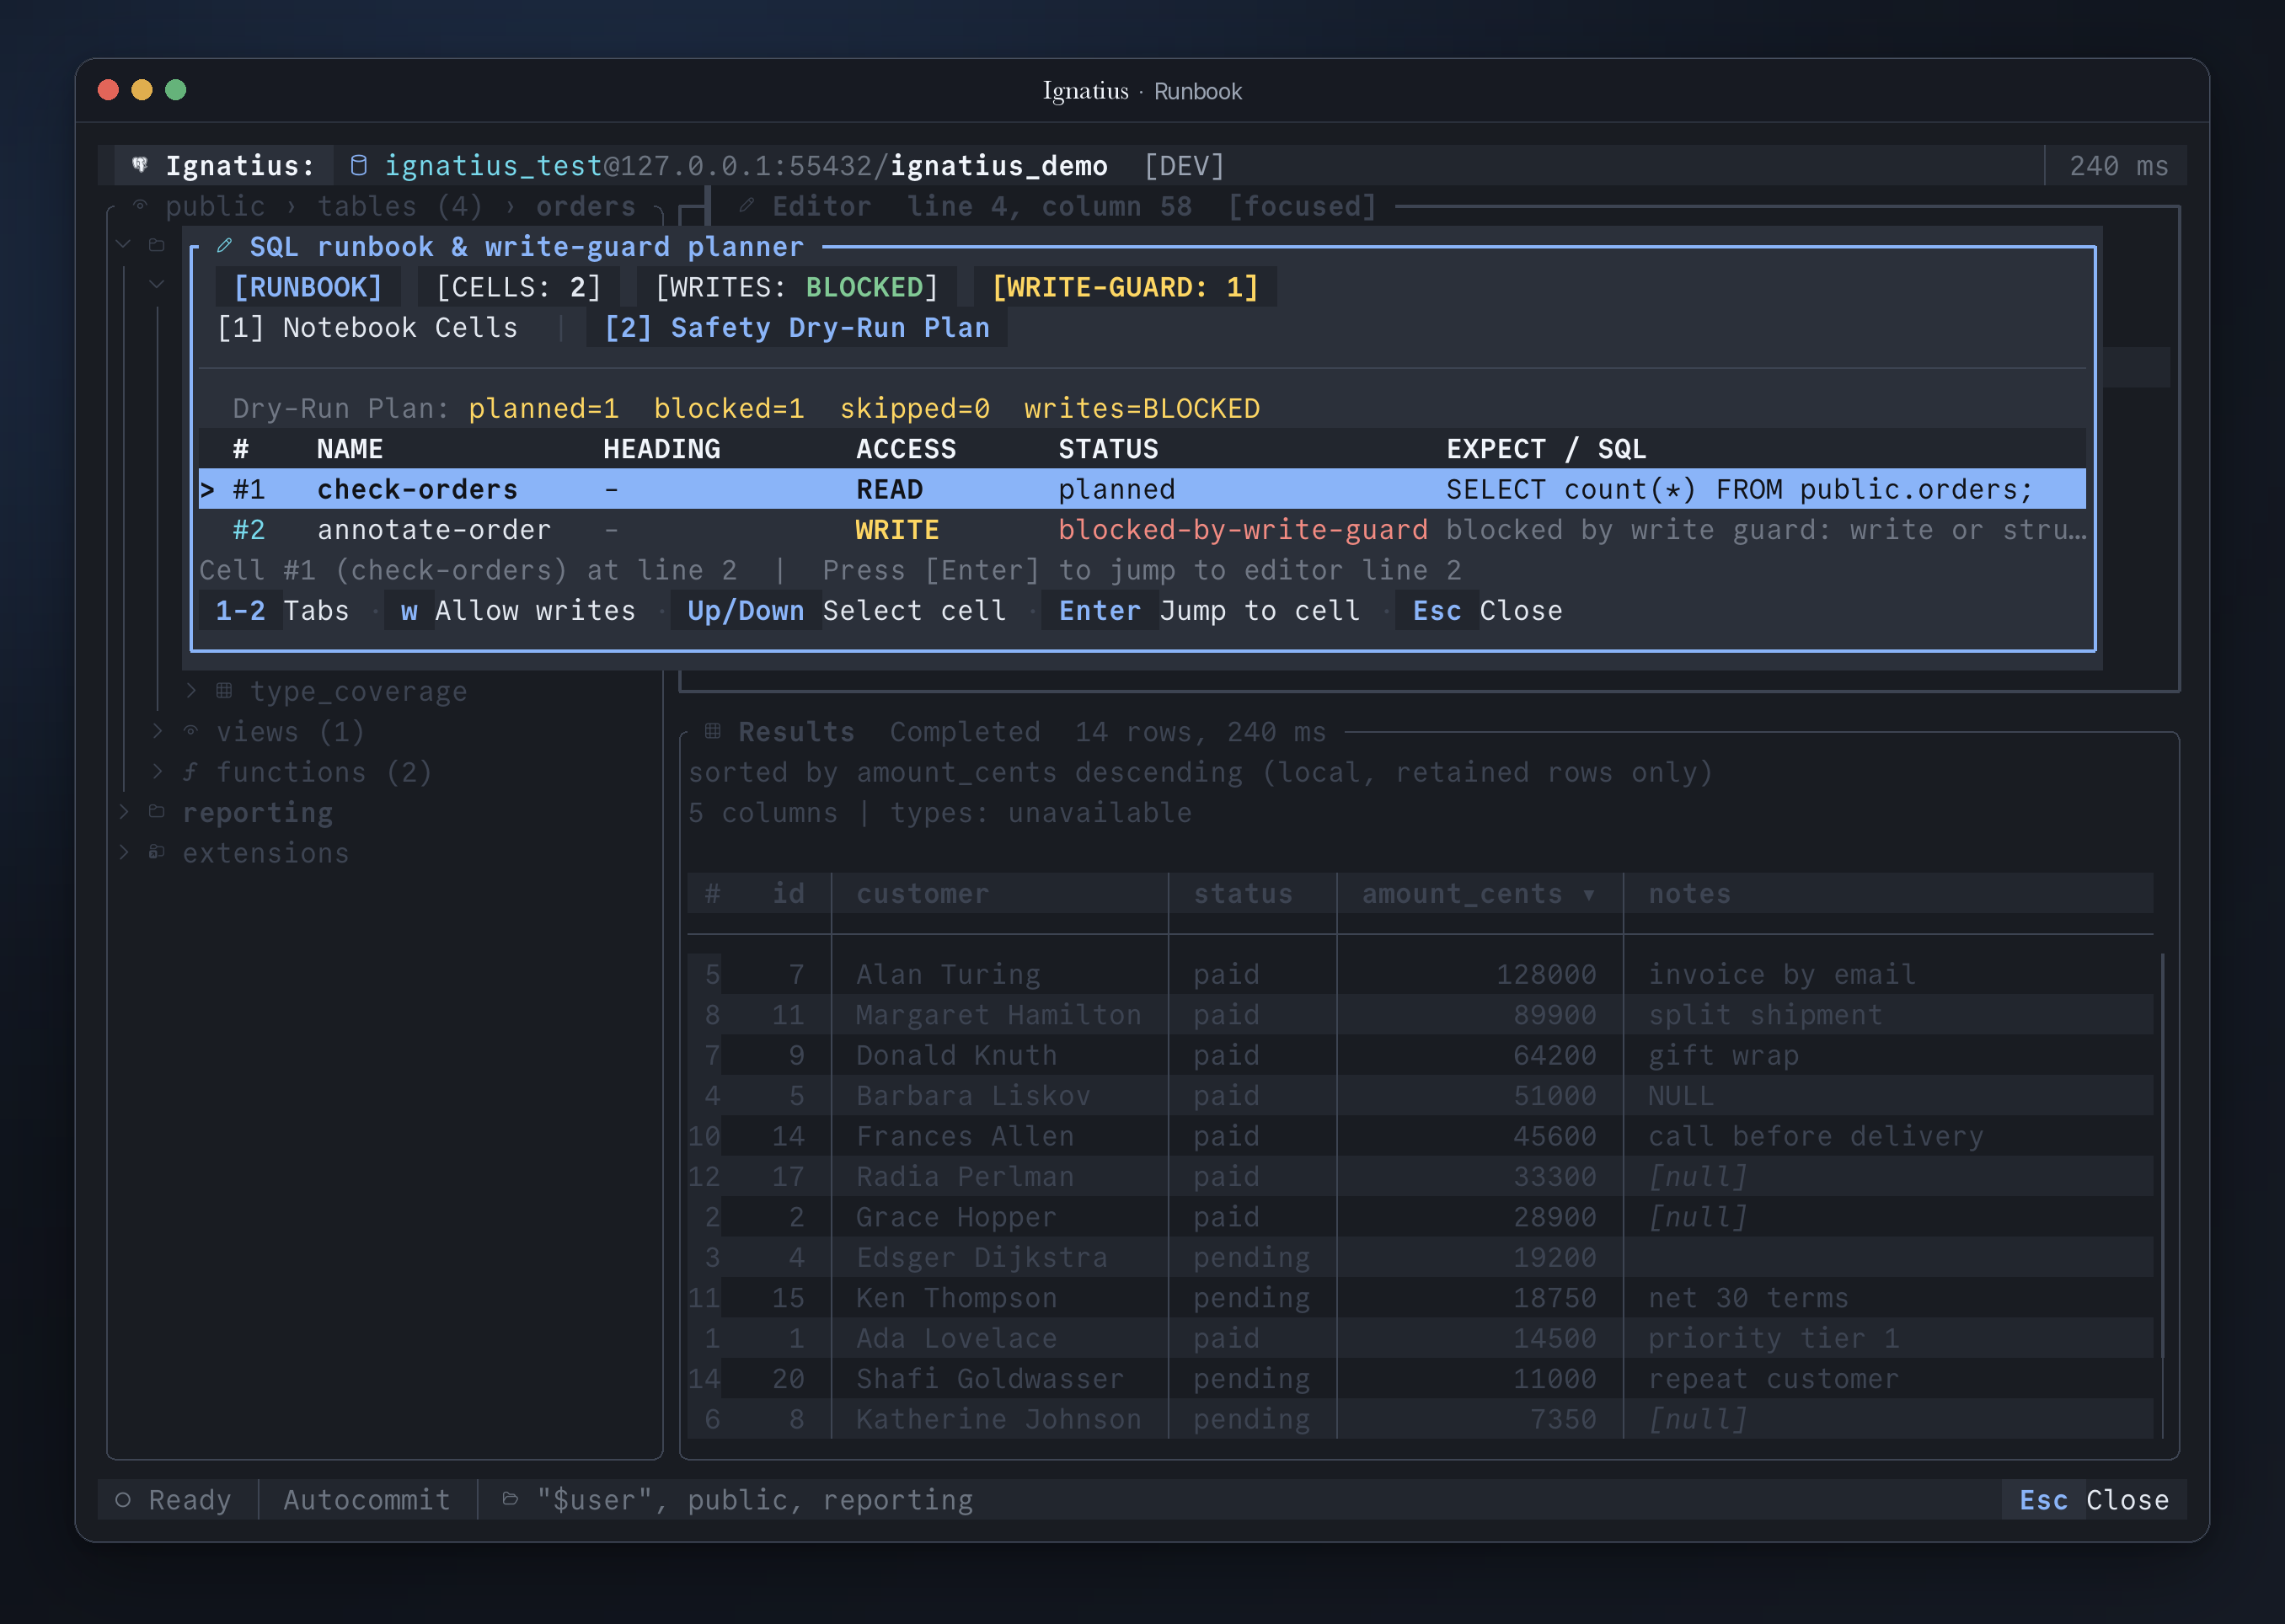 Ignatius · Runbook
Ignatius: ignatius_test@127.0.0.1:55432/ignatius_demo [DEV] 240 ms
public › tables (4) › orders
Editor line 4, column 58 [focused]
SQL runbook & write-guard planner
[RUNBOOK] [CELLS: 2] [WRITES: BLOCKED] [WRITE-GUARD: 1]
[1] Notebook Cells | [2] Safety Dry-Run Plan
Dry-Run Plan: planned=1 blocked=1 skipped=0 writes=BLOCKED
# NAME HEADING ACCESS STATUS EXPECT / SQL
> #1 check-orders - READ planned SELECT count(*) FROM public.orders;
#2 annotate-order - WRITE blocked-by-write-guard blocked by write guard: write or stru…
Cell #1 (check-orders) at line 2 | Press [Enter] to jump to editor line 2
1-2 Tabs · w Allow writes · Up/Down Select cell · Enter Jump to cell · Esc Close
type_coverage
views (1)
ƒ functions (2)
reporting
extensions
Results Completed 14 rows, 240 ms
sorted by amount_cents descending (local, retained rows only)
5 columns | types: unavailable
# id customer status amount_cents ▼ notes
5 7 Alan Turing paid 128000 invoice by email
8 11 Margaret Hamilton paid 89900 split shipment
7 9 Donald Knuth paid 64200 gift wrap
4 5 Barbara Liskov paid 51000 NULL
10 14 Frances Allen paid 45600 call before delivery
12 17 Radia Perlman paid 33300 [null]
2 2 Grace Hopper paid 28900 [null]
3 4 Edsger Dijkstra pending 19200
11 15 Ken Thompson pending 18750 net 30 terms
1 1 Ada Lovelace paid 14500 priority tier 1
14 20 Shafi Goldwasser pending 11000 repeat customer
6 8 Katherine Johnson pending 7350 [null]
Ready Autocommit "$user", public, reporting Esc Close